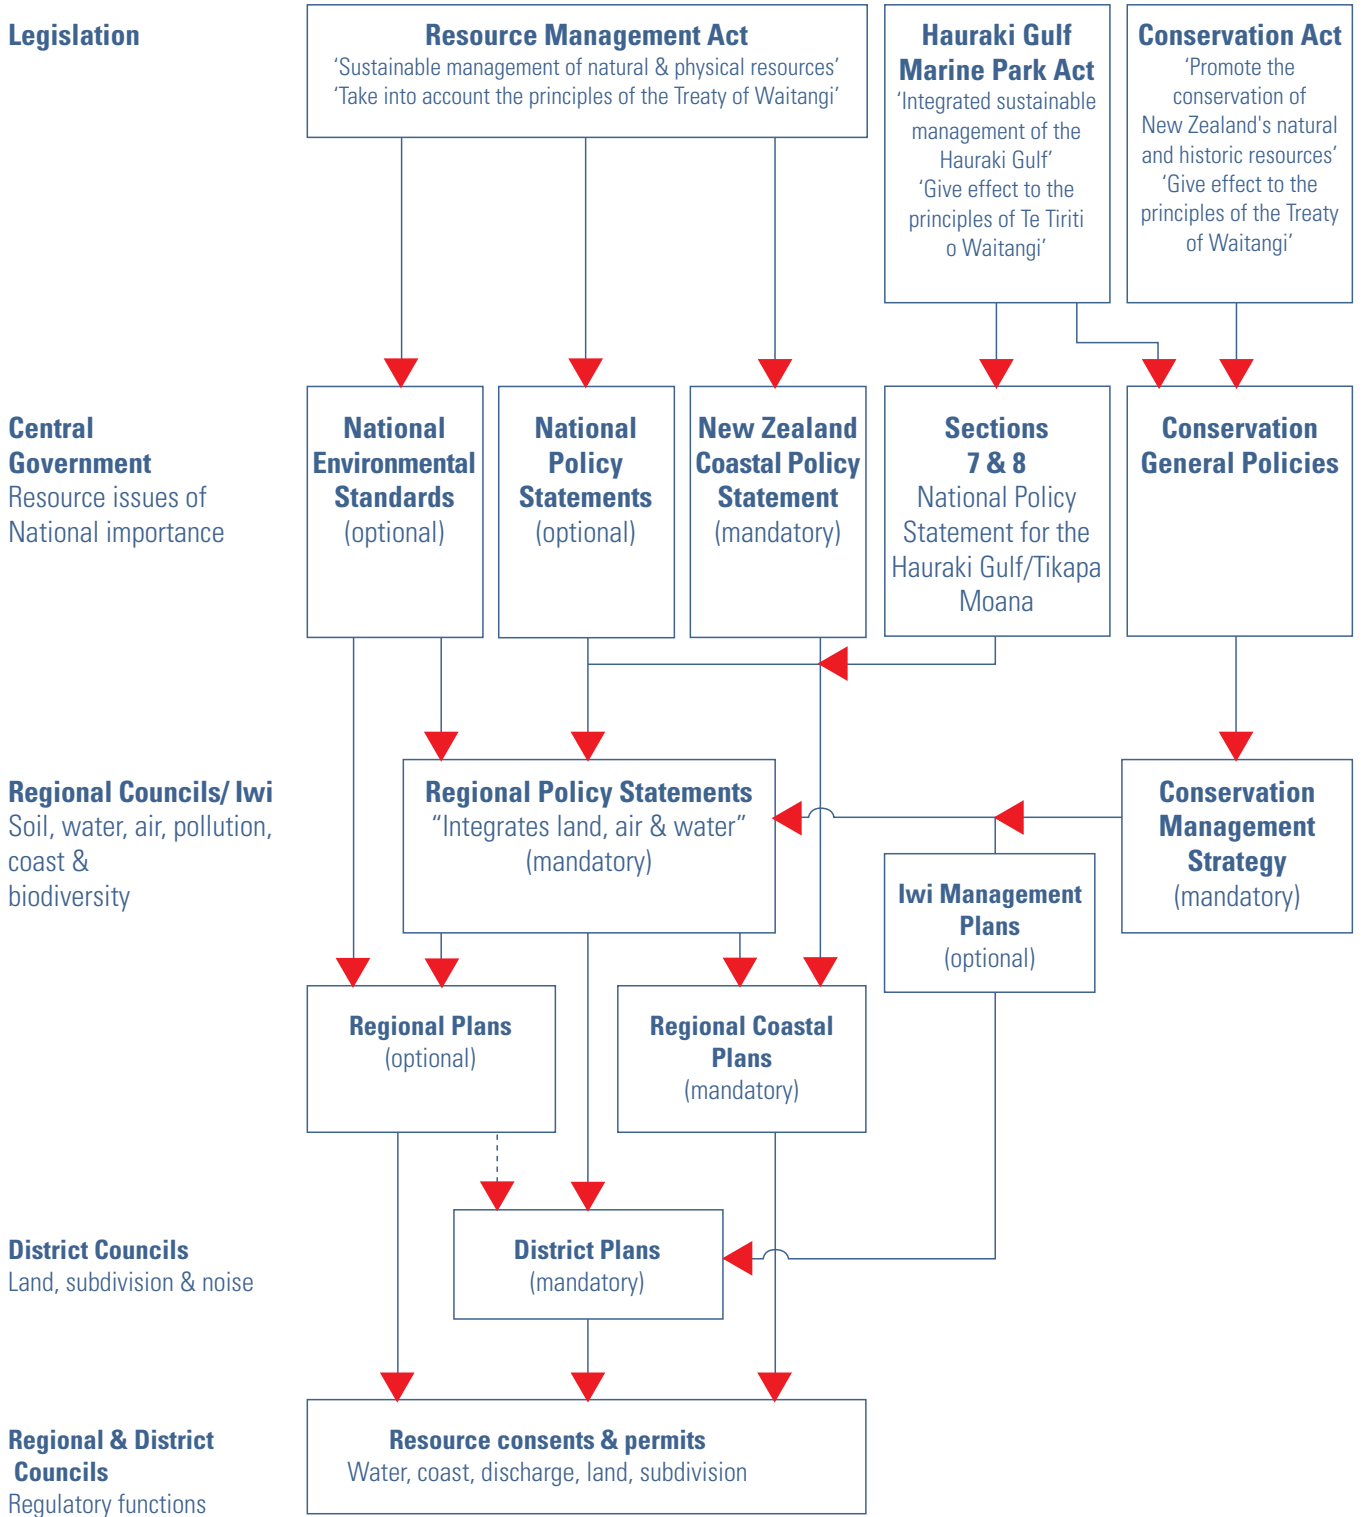 Legislation
Resource Management Act
‘Sustainable management of natural & physical resources’
‘Take into account the principles of the Treaty of Waitangi’
Hauraki Gulf
Marine Park Act
‘Integrated sustainable
management of the
Hauraki Gulf’
‘Give effect to the
principles of Te Tiriti
o Waitangi’
Conservation Act
‘Promote the
conservation of
New Zealand's natural
and historic resources’
‘Give effect to the
principles of the Treaty
of Waitangi’
Central
Government
Resource issues of
National importance
National
Environmental
Standards
(optional)
National
Policy
Statements
(optional)
New Zealand
Coastal Policy
Statement
(mandatory)
Sections
7 & 8
National Policy
Statement for the
Hauraki Gulf/Tikapa
Moana
Conservation
General Policies
Regional Councils/ Iwi
Soil, water, air, pollution,
coast &
biodiversity
Regional Policy Statements
“Integrates land, air & water”
(mandatory)
Iwi Management
Plans
(optional)
Conservation
Management
Strategy
(mandatory)
Regional Plans
(optional)
Regional Coastal
Plans
(mandatory)
District Councils
Land, subdivision & noise
District Plans
(mandatory)
Regional & District
Councils
Regulatory functions
Resource consents & permits
Water, coast, discharge, land, subdivision